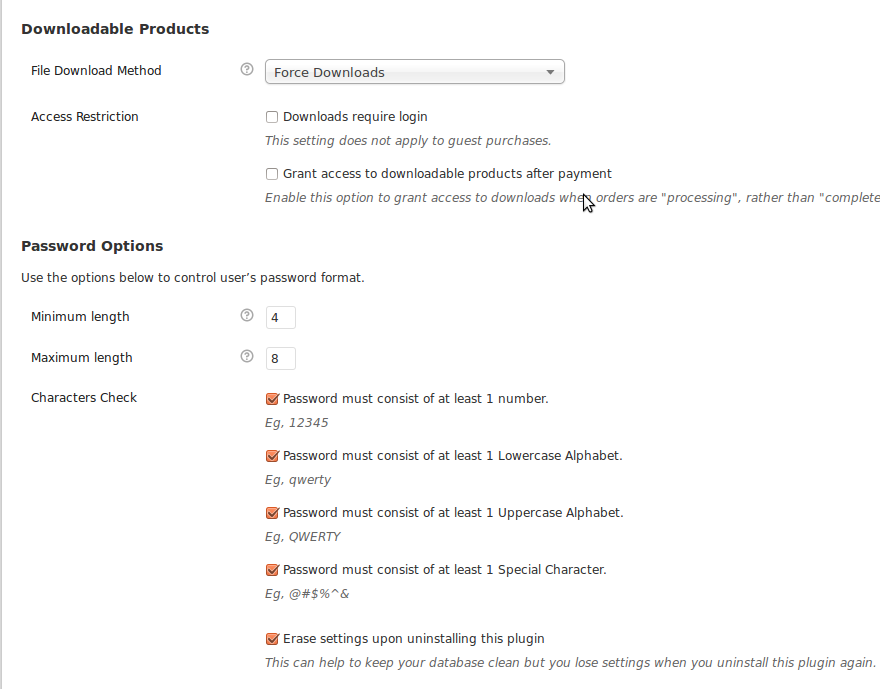 Downloadable Products
File Download Method
Force Downloads
Access Restriction
Downloads require login
This setting does not apply to guest purchases.
Grant access to downloadable products after payment
Enable this option to grant access to downloads when orders are "processing", rather than "complete
Password Options
Use the options below to control user’s password format.
Minimum length
4
Maximum length
8
Characters Check
Password must consist of at least 1 number.
Eg, 12345
Password must consist of at least 1 Lowercase Alphabet.
Eg, qwerty
Password must consist of at least 1 Uppercase Alphabet.
Eg, QWERTY
Password must consist of at least 1 Special Character.
Eg, @#$%^&
Erase settings upon uninstalling this plugin
This can help to keep your database clean but you lose settings when you uninstall this plugin again.